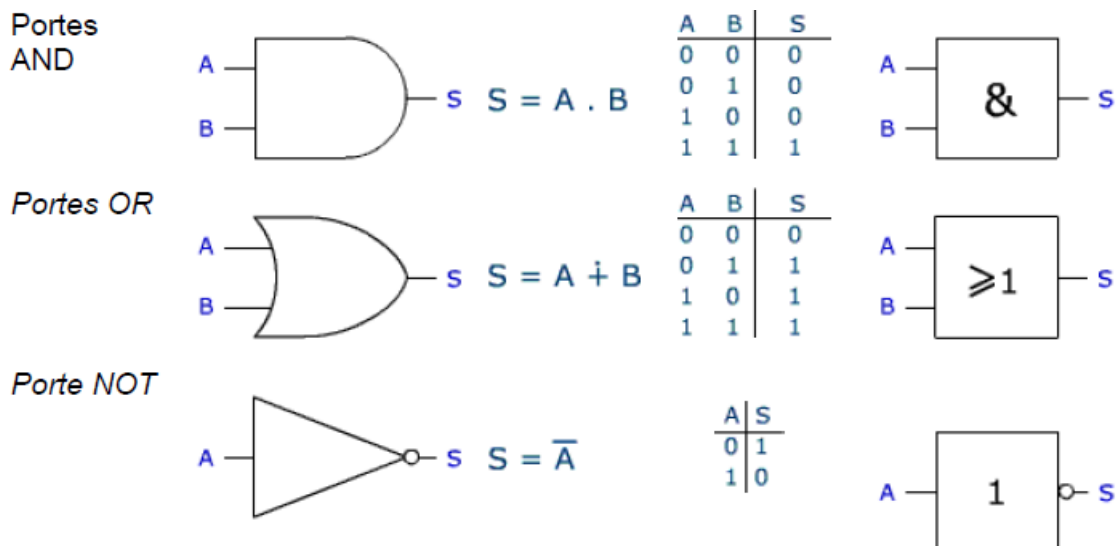 Portes
AND
A
B
S
S = A . B
A B S
0 0 0
0 1 0
1 0 0
1 1 1
A
B
&
S
Portes OR
A
B
S
S = A ∔ B
A B S
0 0 0
0 1 1
1 0 1
1 1 1
A
B
⩾1
S
Porte NOT
A
S
S = A̅
A S
0 1
1 0
A
1
S